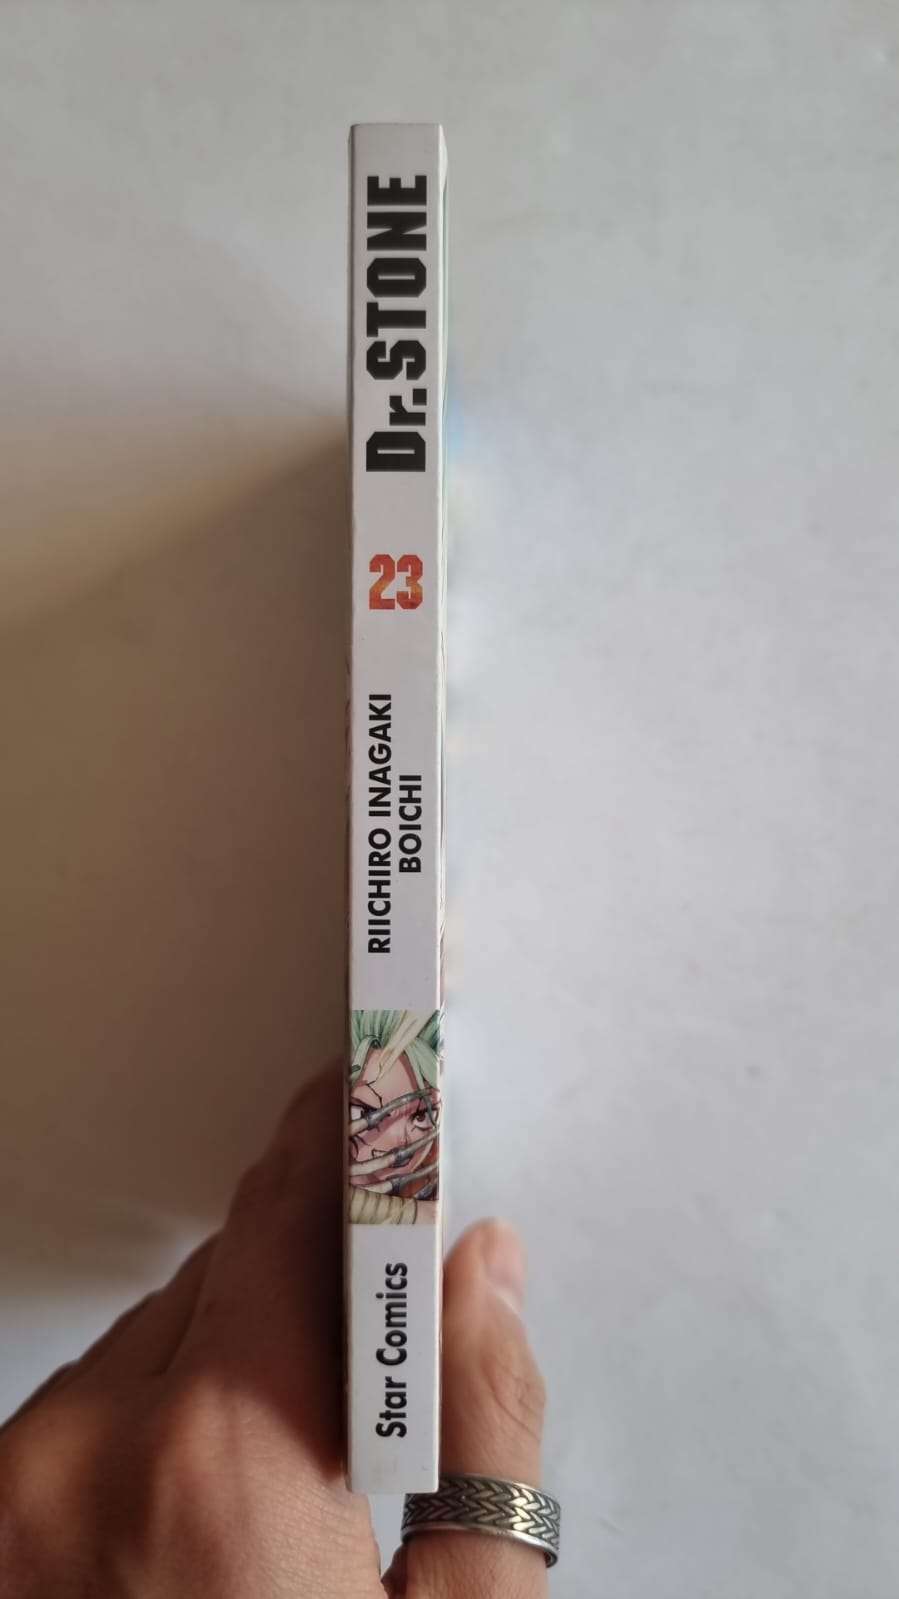 Dr.STONE
23
RIICHIRO INAGAKI
BOICHI
Star Comics